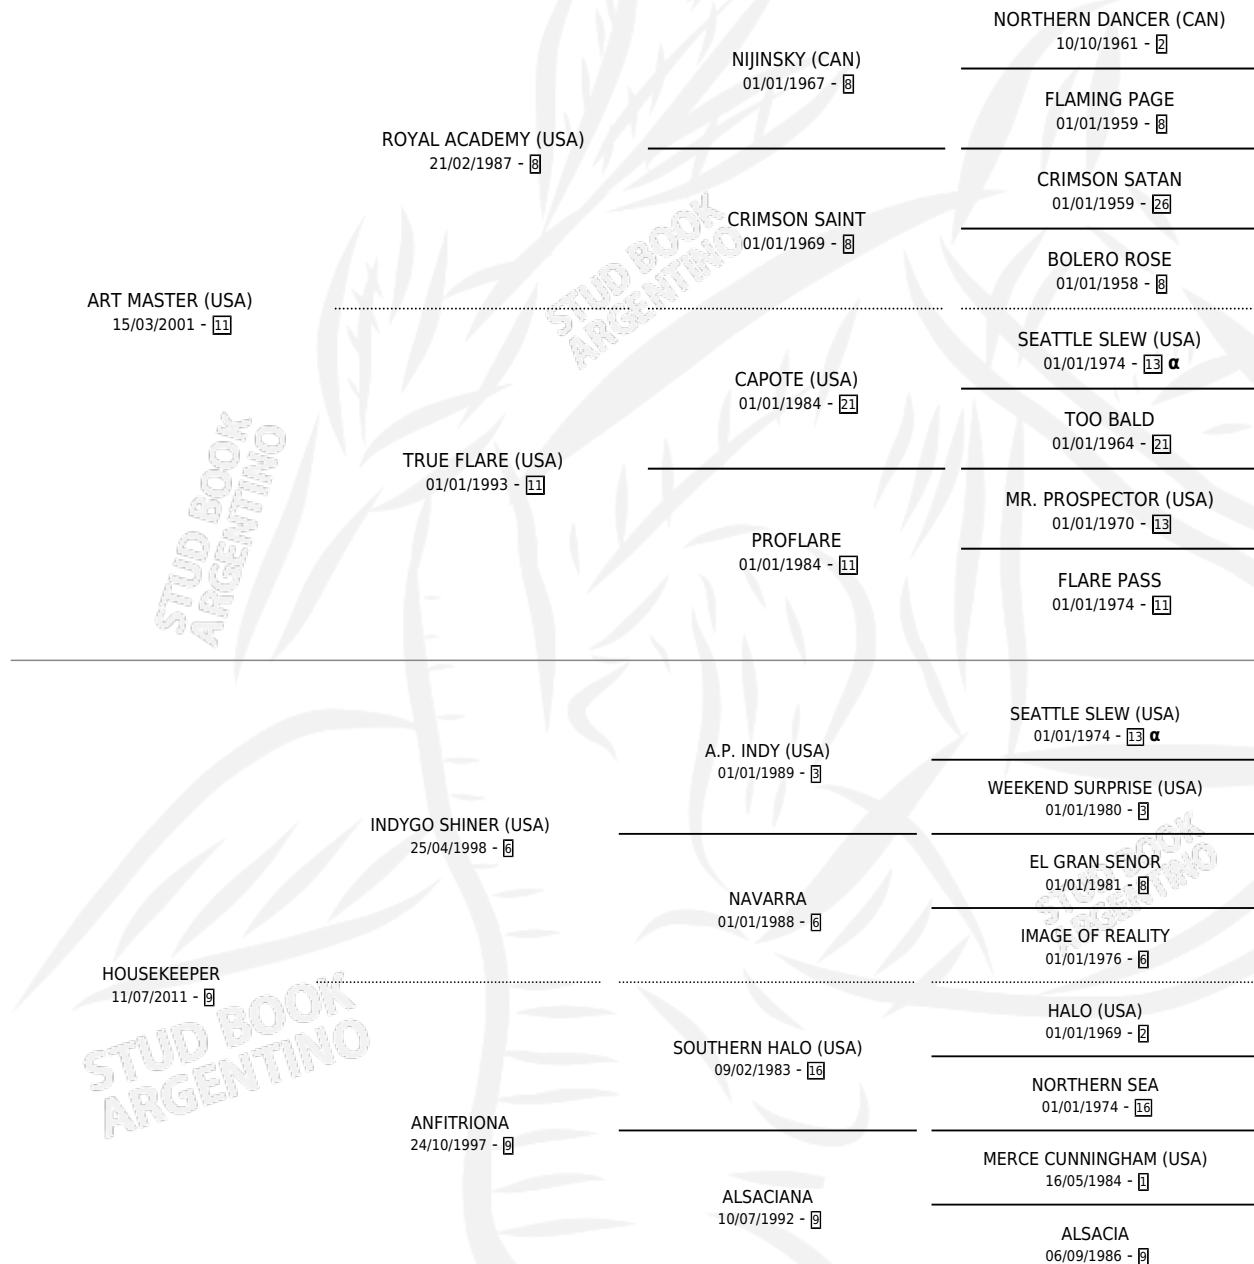 NORTHERN DANCER (CAN)
10/10/1961 - 2
NIJINSKY (CAN)
01/01/1967 - 8
FLAMING PAGE
01/01/1959 - 8
ROYAL ACADEMY (USA)
21/02/1987 - 8
CRIMSON SATAN
01/01/1959 - 26
CRIMSON SAINT
01/01/1969 - 8
BOLERO ROSE
01/01/1958 - 8
ART MASTER (USA)
15/03/2001 - 11
SEATTLE SLEW (USA)
01/01/1974 - 13 α
CAPOTE (USA)
01/01/1984 - 21
TOO BALD
01/01/1964 - 21
TRUE FLARE (USA)
01/01/1993 - 11
MR. PROSPECTOR (USA)
01/01/1970 - 13
PROFLARE
01/01/1984 - 11
FLARE PASS
01/01/1974 - 11
SEATTLE SLEW (USA)
01/01/1974 - 13 α
A.P. INDY (USA)
01/01/1989 - 3
WEEKEND SURPRISE (USA)
01/01/1980 - 3
INDYGO SHINER (USA)
25/04/1998 - 6
EL GRAN SENOR
01/01/1981 - 8
NAVARRA
01/01/1988 - 6
IMAGE OF REALITY
01/01/1976 - 6
HOUSEKEEPER
11/07/2011 - 9
HALO (USA)
01/01/1969 - 2
SOUTHERN HALO (USA)
09/02/1983 - 16
NORTHERN SEA
01/01/1974 - 16
ANFITRIONA
24/10/1997 - 9
MERCE CUNNINGHAM (USA)
16/05/1984 - 1
ALSACIANA
10/07/1992 - 9
ALSACIA
06/09/1986 - 9
STUD BOOK
ARGENTINO
STUD BOOK
ARGENTINO
STUD BOOK
ARGENTINO
STUD BOOK
ARGENTINO